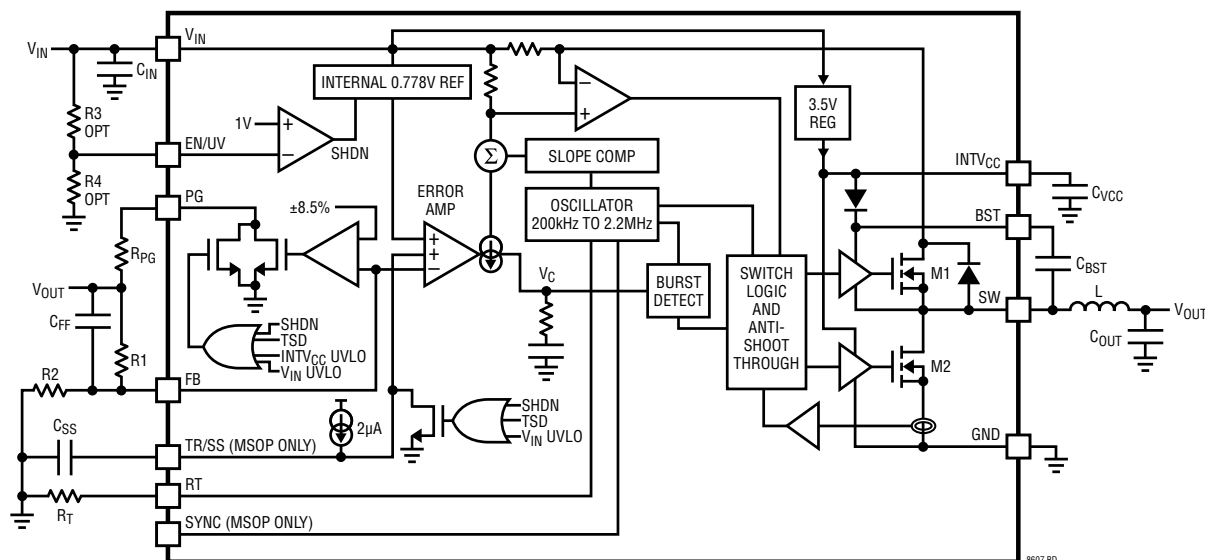 VIN
VIN
CIN
R3
OPT
R4
OPT
INTERNAL 0.778V REF
1V
+
−
SHDN
EN/UV
PG
±8.5%
ERROR
AMP
+
+
−
−
+
Σ
SLOPE COMP
OSCILLATOR
200kHz TO 2.2MHz
3.5V
REG
INTVCC
CVCC
BST
CBST
M1
SW
L
VOUT
COUT
SWITCH
LOGIC
AND
ANTI-
SHOOT
THROUGH
BURST
DETECT
VC
M2
GND
RPG
VOUT
CFF
R1
R2
FB
SHDN
TSD
INTVCC UVLO
VIN UVLO
2µA
SHDN
TSD
VIN UVLO
CSS
TR/SS (MSOP ONLY)
RT
RT
SYNC (MSOP ONLY)
8607 BD